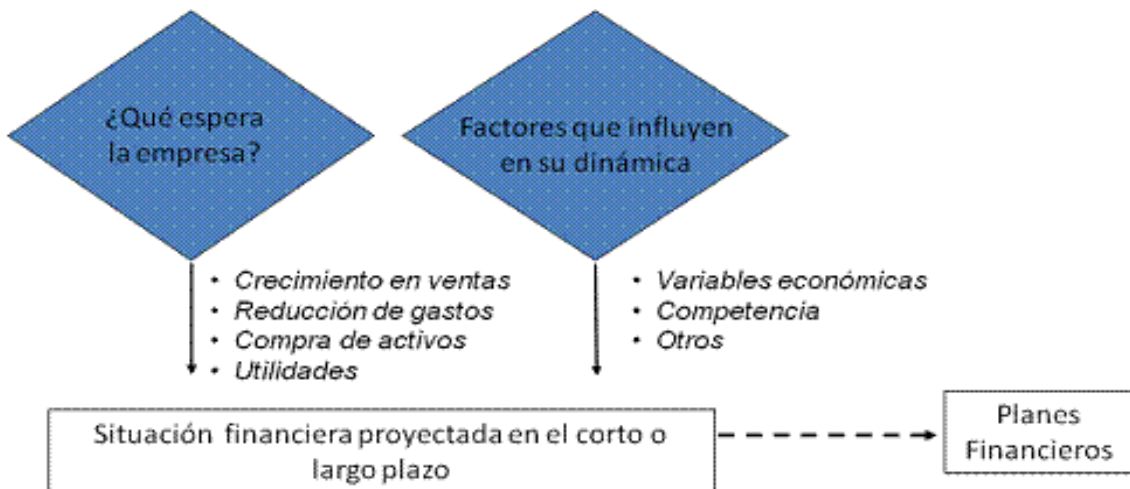 ¿Qué espera
la empresa?
Factores que influyen
en su dinámica
• Crecimiento en ventas
• Reducción de gastos
• Compra de activos
• Utilidades
• Variables económicas
• Competencia
• Otros
Situación financiera proyectada en el corto o
largo plazo
Planes
Financieros